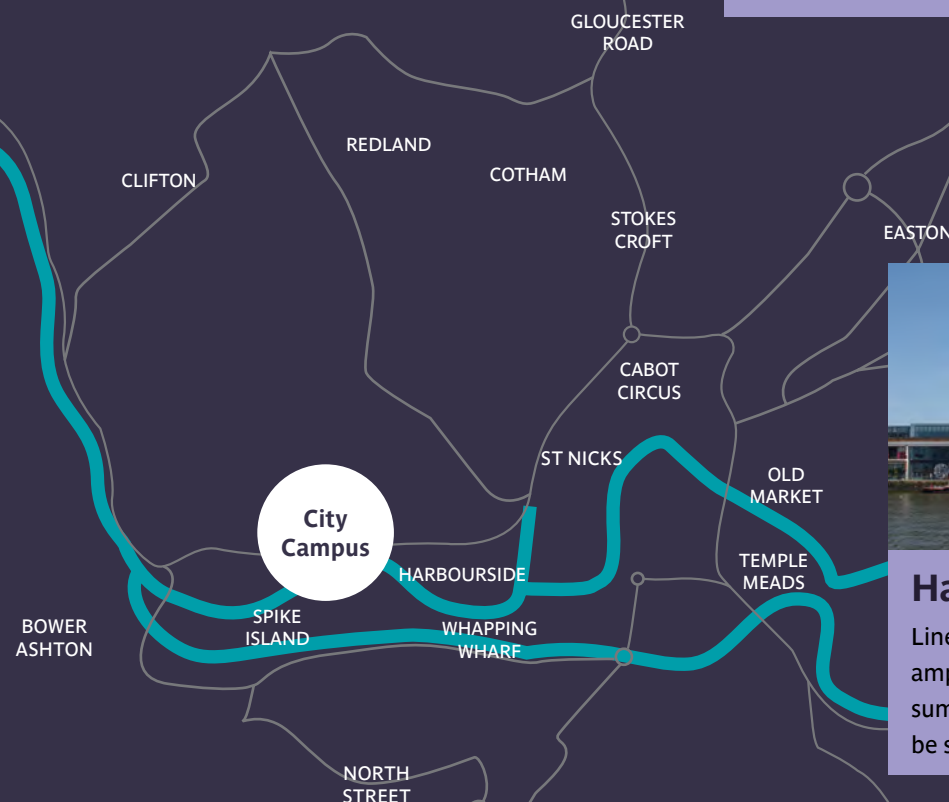 GLOUCESTER
ROAD
REDLAND
COTHAM
CLIFTON
STOKES
CROFT
EASTON
CABOT
CIRCUS
ST NICKS
OLD
MARKET
City
Campus
HARBOURSIDE
TEMPLE
MEADS
SPIKE
ISLAND
WHAPPING
WHARF
BOWER
ASHTON
NORTH
STREET
Ha
Line
amp
sum
be s